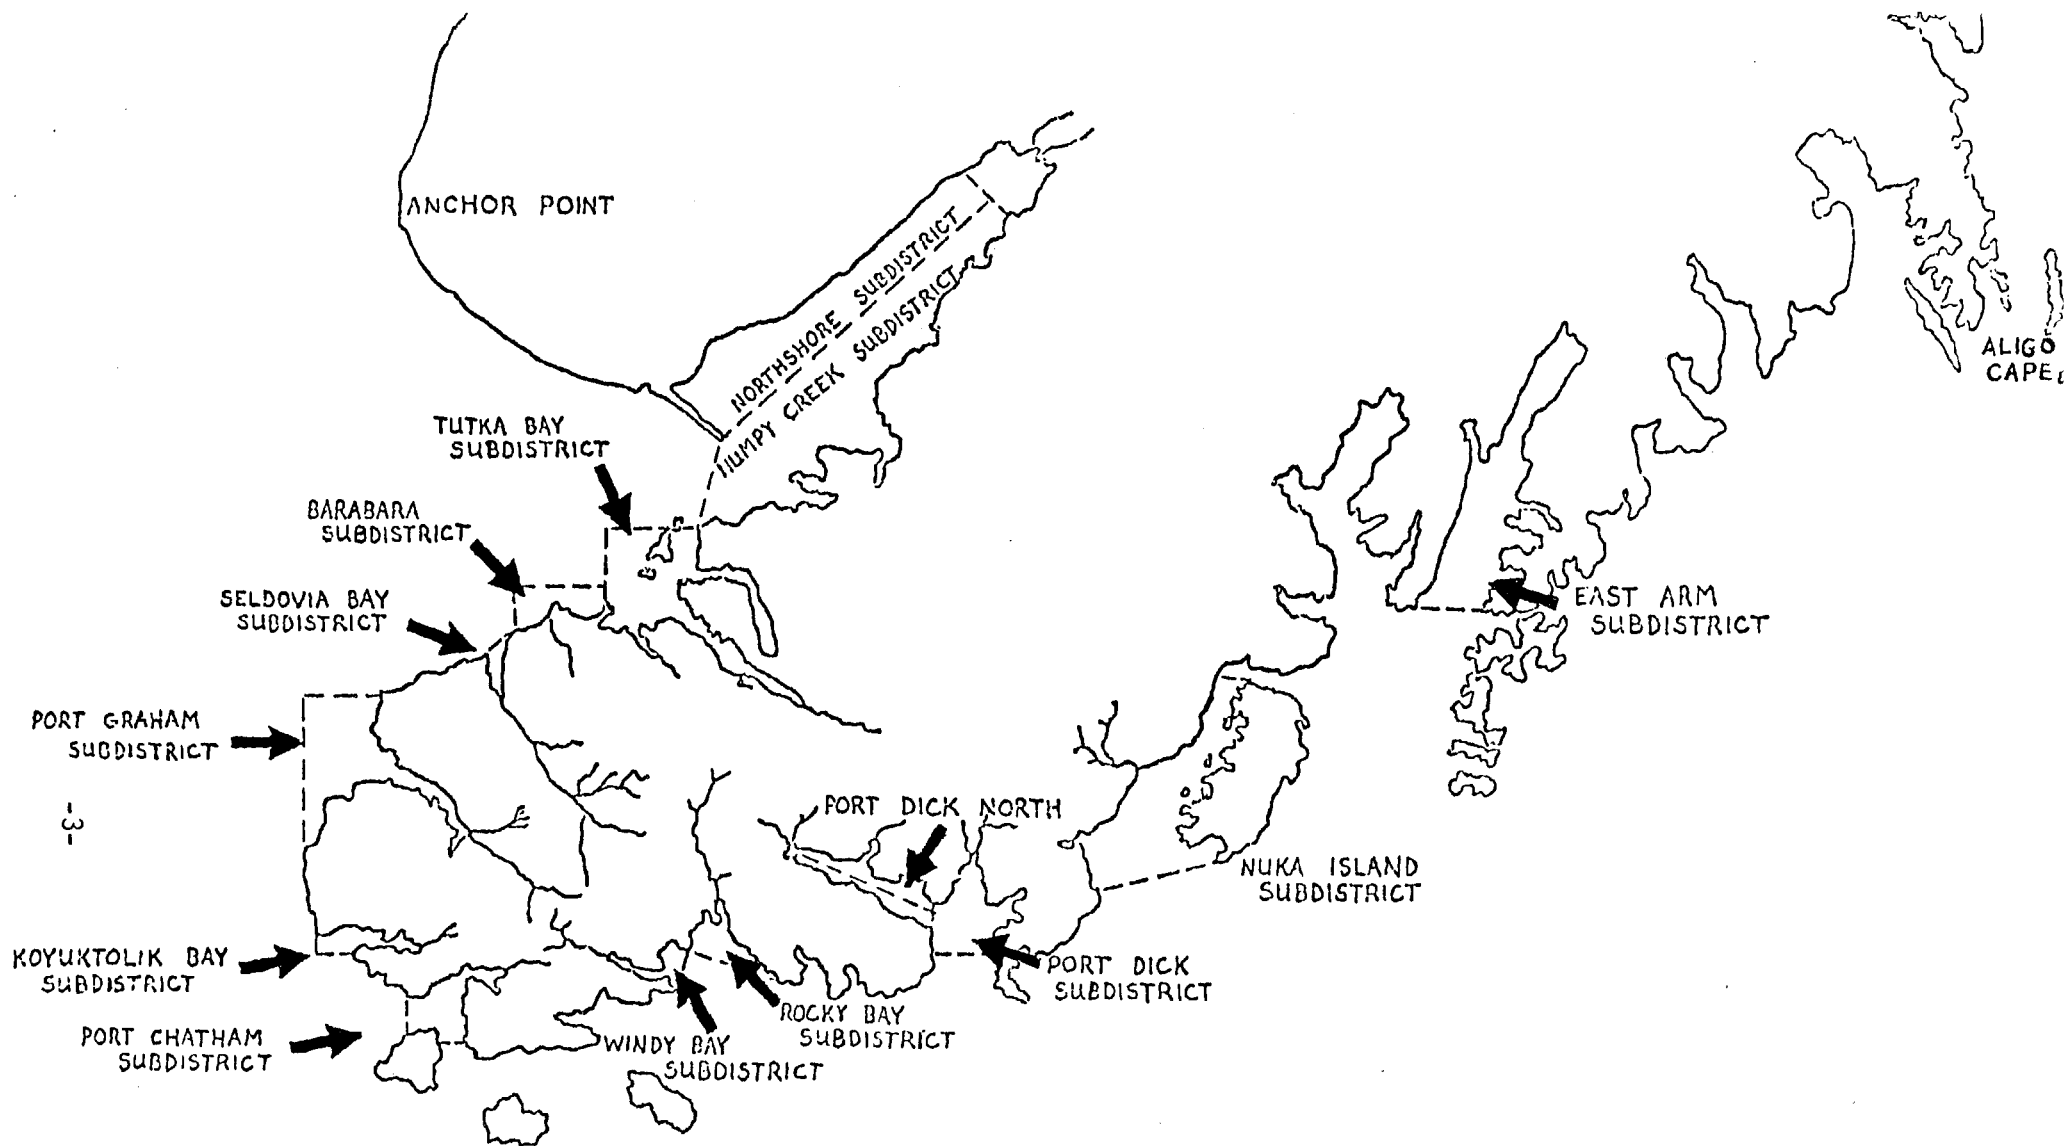 ANCHOR POINT
NORTHSHORE SUBDISTRICT
HUMPY CREEK SUBDISTRICT
ALIGO
CAPE
TUTKA BAY
SUBDISTRICT
BARABARA
SUBDISTRICT
SELDOVIA BAY
SUBDISTRICT
EAST ARM
SUBDISTRICT
PORT GRAHAM
SUBDISTRICT
-3-
PORT DICK NORTH
NUKA ISLAND
SUBDISTRICT
KOYUKTOLIK BAY
SUBDISTRICT
PORT DICK
SUBDISTRICT
ROCKY BAY
SUBDISTRICT
PORT CHATHAM
SUBDISTRICT
WINDY BAY
SUBDISTRICT